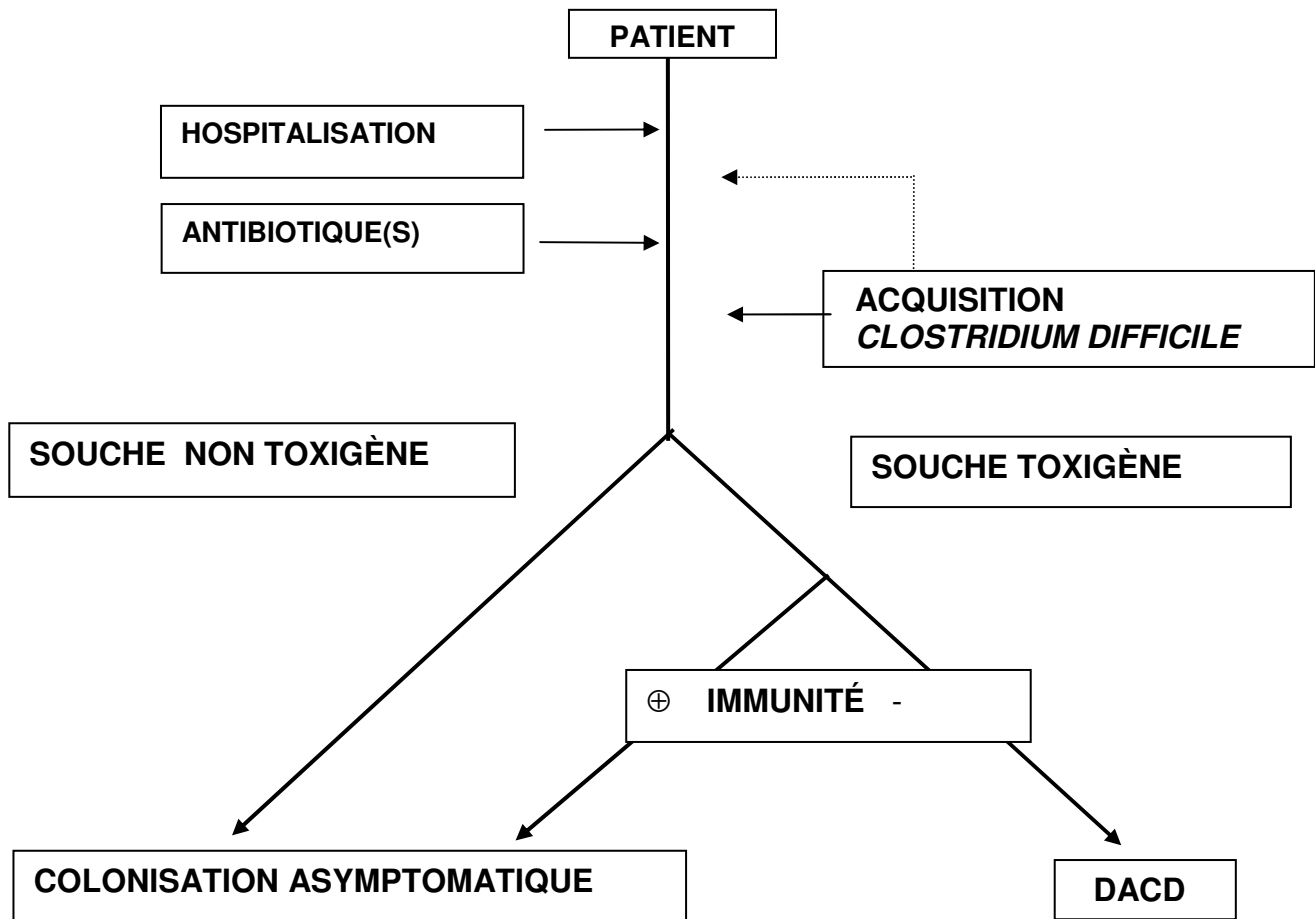 PATIENT
HOSPITALISATION
ANTIBIOTIQUE(S)
ACQUISITION
CLOSTRIDIUM DIFFICILE
SOUCHE NON TOXIGÈNE
SOUCHE TOXIGÈNE
⊕ IMMUNITÉ -
COLONISATION ASYMPTOMATIQUE
DACD